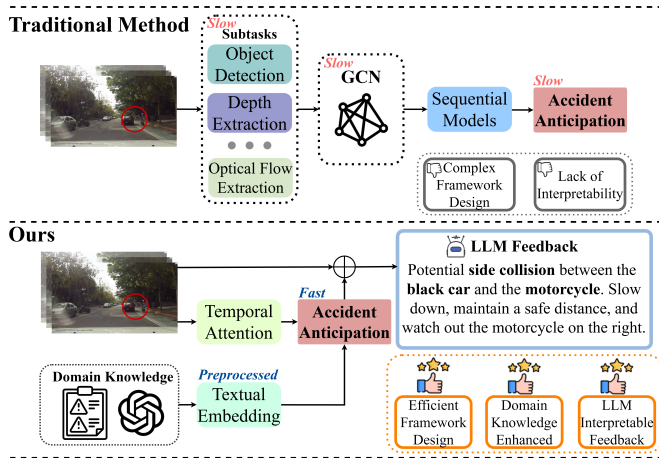 Traditional Method
Slow
Subtasks
Object
Detection
Depth
Extraction
Optical Flow
Extraction
Slow
GCN
Sequential
Models
Slow
Accident
Anticipation
Complex
Framework
Design
Lack of
Interpretability
Ours
Temporal
Attention
Fast
Accident
Anticipation
LLM Feedback
Potential side collision between the
black car and the motorcycle. Slow
down, maintain a safe distance, and
watch out the motorcycle on the right.
Domain Knowledge
Preprocessed
Textual
Embedding
Efficient
Framework
Design
Domain
Knowledge
Enhanced
LLM
Interpretable
Feedback